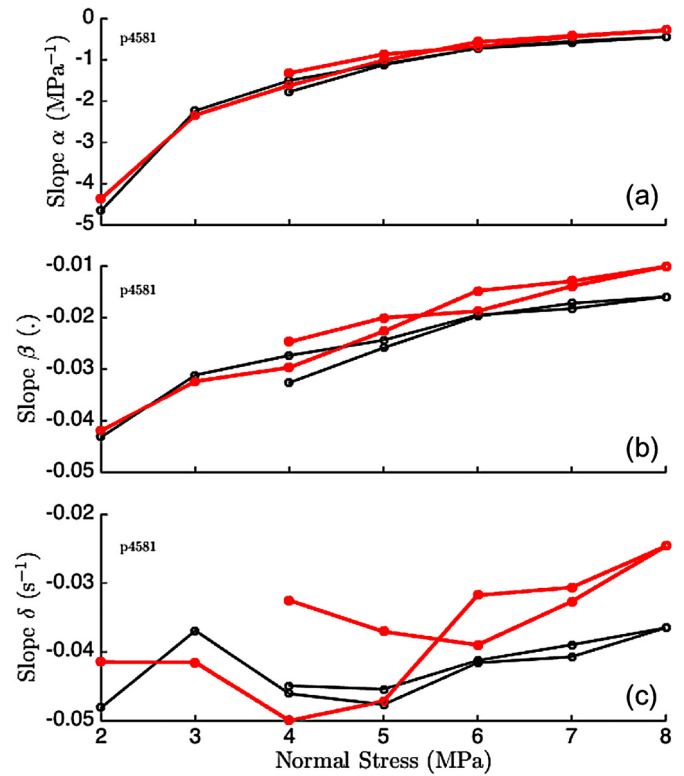 0
-1
-2
-3
-4
-5
Slope α (MPa⁻¹)
p4581
(a)
-0.01
-0.02
-0.03
-0.04
-0.05
Slope β (.)
p4581
(b)
-0.02
-0.03
-0.04
-0.05
Slope δ (s⁻¹)
p4581
(c)
2 3 4 5 6 7 8
Normal Stress (MPa)